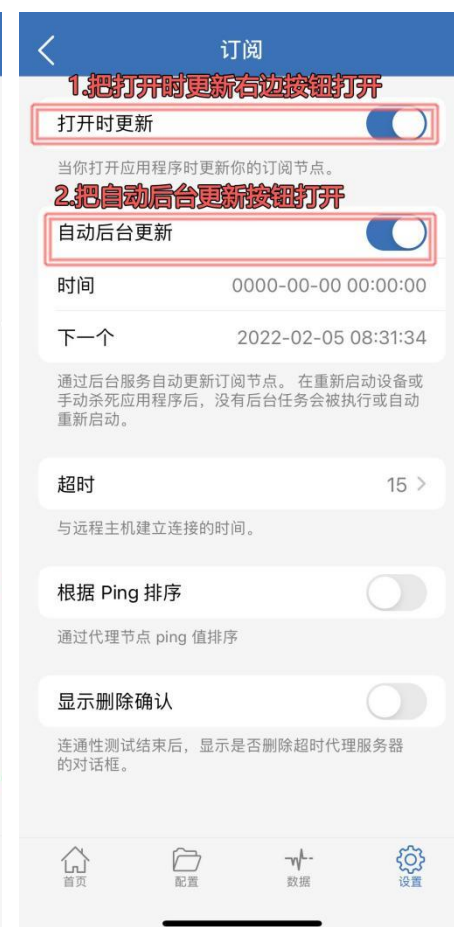 订阅
1.把打开时更新右边按钮打开
打开时更新
当你打开应用程序时更新你的订阅节点。
2.把自动后台更新按钮打开
自动后台更新
时间 0000-00-00 00:00:00
下一个 2022-02-05 08:31:34
通过后台服务自动更新订阅节点。 在重新启动设备或
手动杀死应用程序后，没有后台任务会被执行或自动
重新启动。
超时 15
与远程主机建立连接的时间。
根据 Ping 排序
通过代理节点 ping 值排序
显示删除确认
连通性测试结束后，显示是否删除超时代理服务器
的对话框。
首页 配置 数据 设置